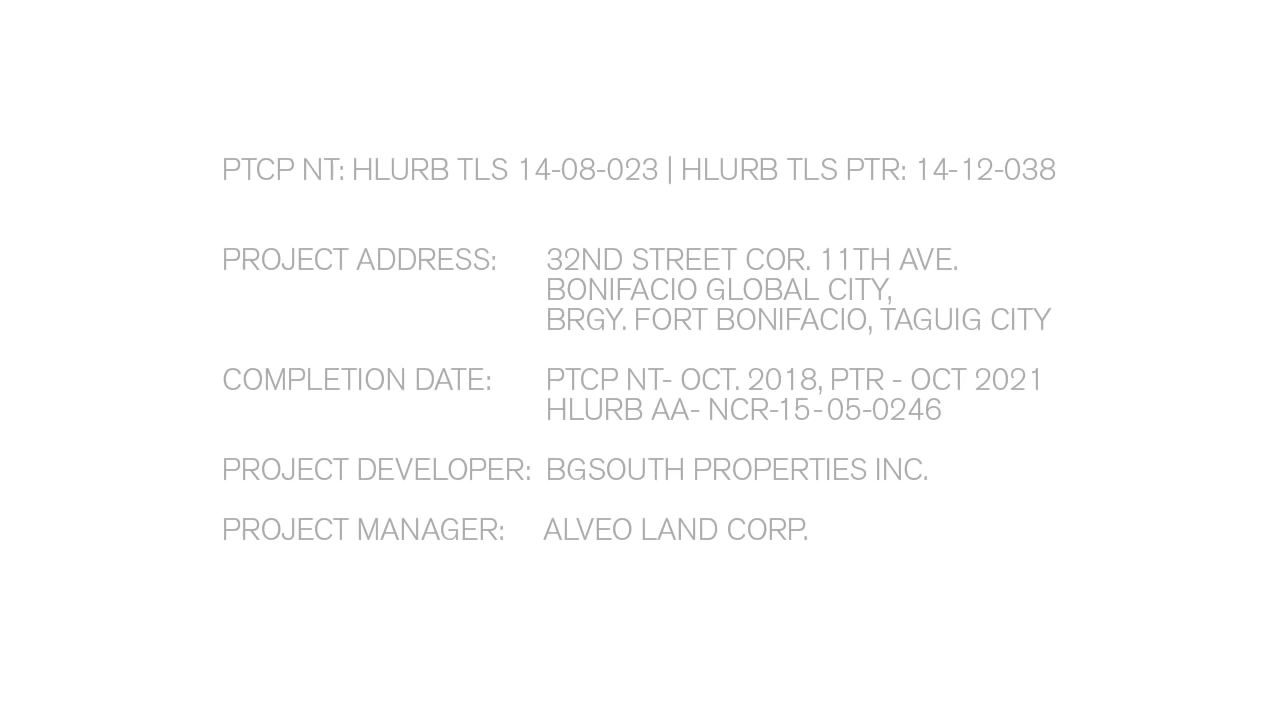 PTCP NT: HLURB TLS 14-08-023 | HLURB TLS PTR: 14-12-038
PROJECT ADDRESS: 32ND STREET COR. 11TH AVE.
BONIFACIO GLOBAL CITY,
BRGY. FORT BONIFACIO, TAGUIG CITY
COMPLETION DATE: PTCP NT- OCT. 2018, PTR - OCT 2021
HLURB AA- NCR-15-05-0246
PROJECT DEVELOPER: BGSOUTH PROPERTIES INC.
PROJECT MANAGER: ALVEO LAND CORP.